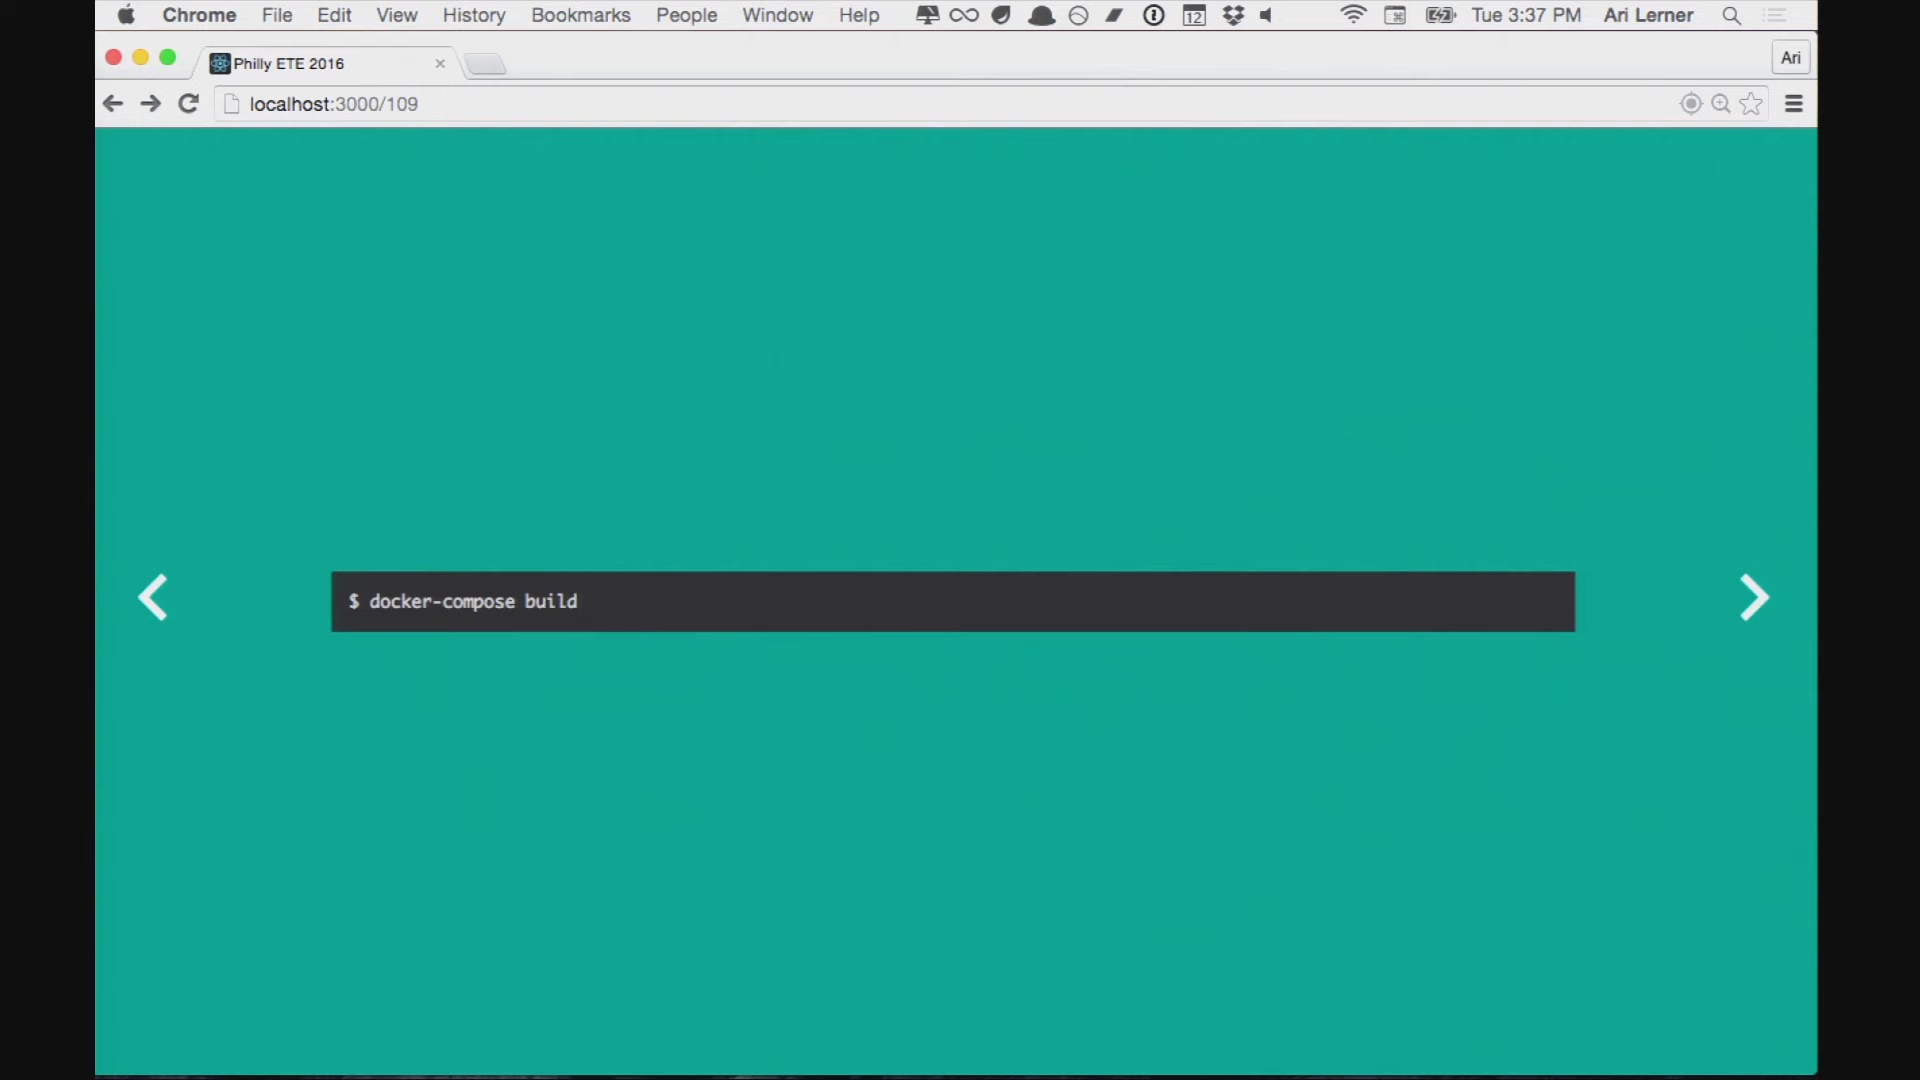 Chrome File Edit View History Bookmarks People Window Help 12 Tue 3:37 PM Ari Lerner
Philly ETE 2016 Ari
localhost:3000/109
$ docker-compose build